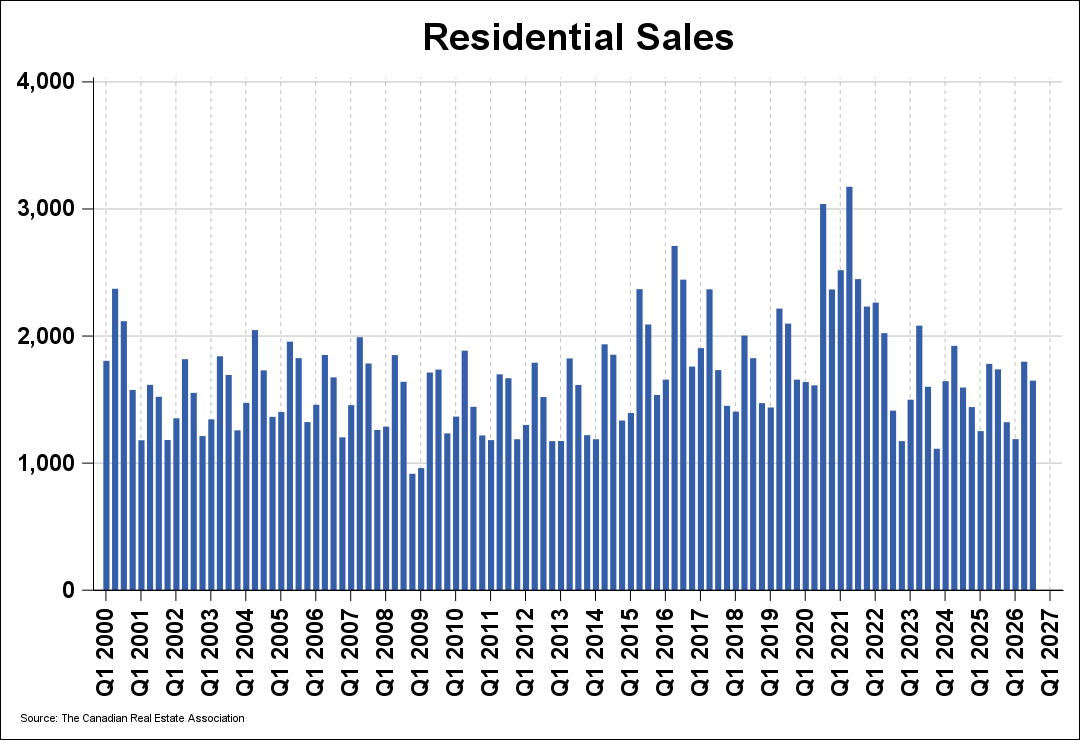 Residential Sales
4,000
3,000
2,000
1,000
0
Q1 2000
Q1 2001
Q1 2002
Q1 2003
Q1 2004
Q1 2005
Q1 2006
Q1 2007
Q1 2008
Q1 2009
Q1 2010
Q1 2011
Q1 2012
Q1 2013
Q1 2014
Q1 2015
Q1 2016
Q1 2017
Q1 2018
Q1 2019
Q1 2020
Q1 2021
Q1 2022
Q1 2023
Q1 2024
Q1 2025
Q1 2026
Q1 2027
Source: The Canadian Real Estate Association